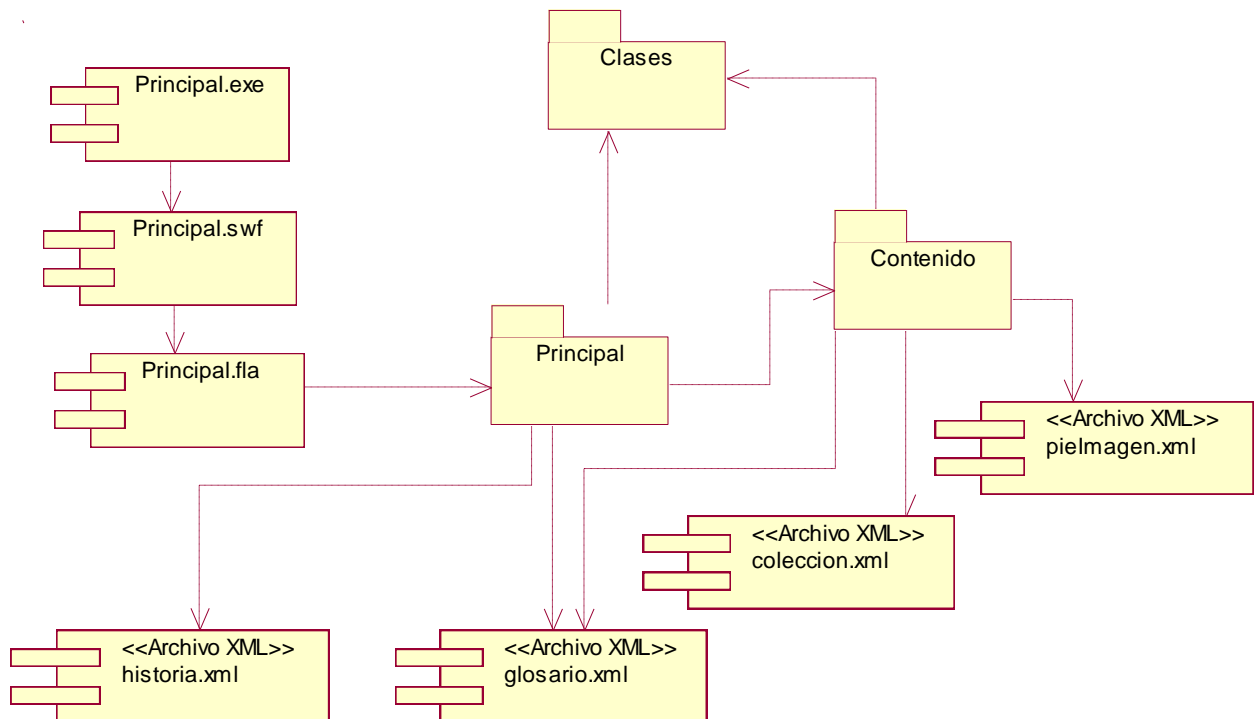 Clases
Principal.exe
Principal.swf
Contenido
Principal
Principal.fla
<<Archivo XML>>
pieImagen.xml
<<Archivo XML>>
coleccion.xml
<<Archivo XML>>
historia.xml
<<Archivo XML>>
glosario.xml